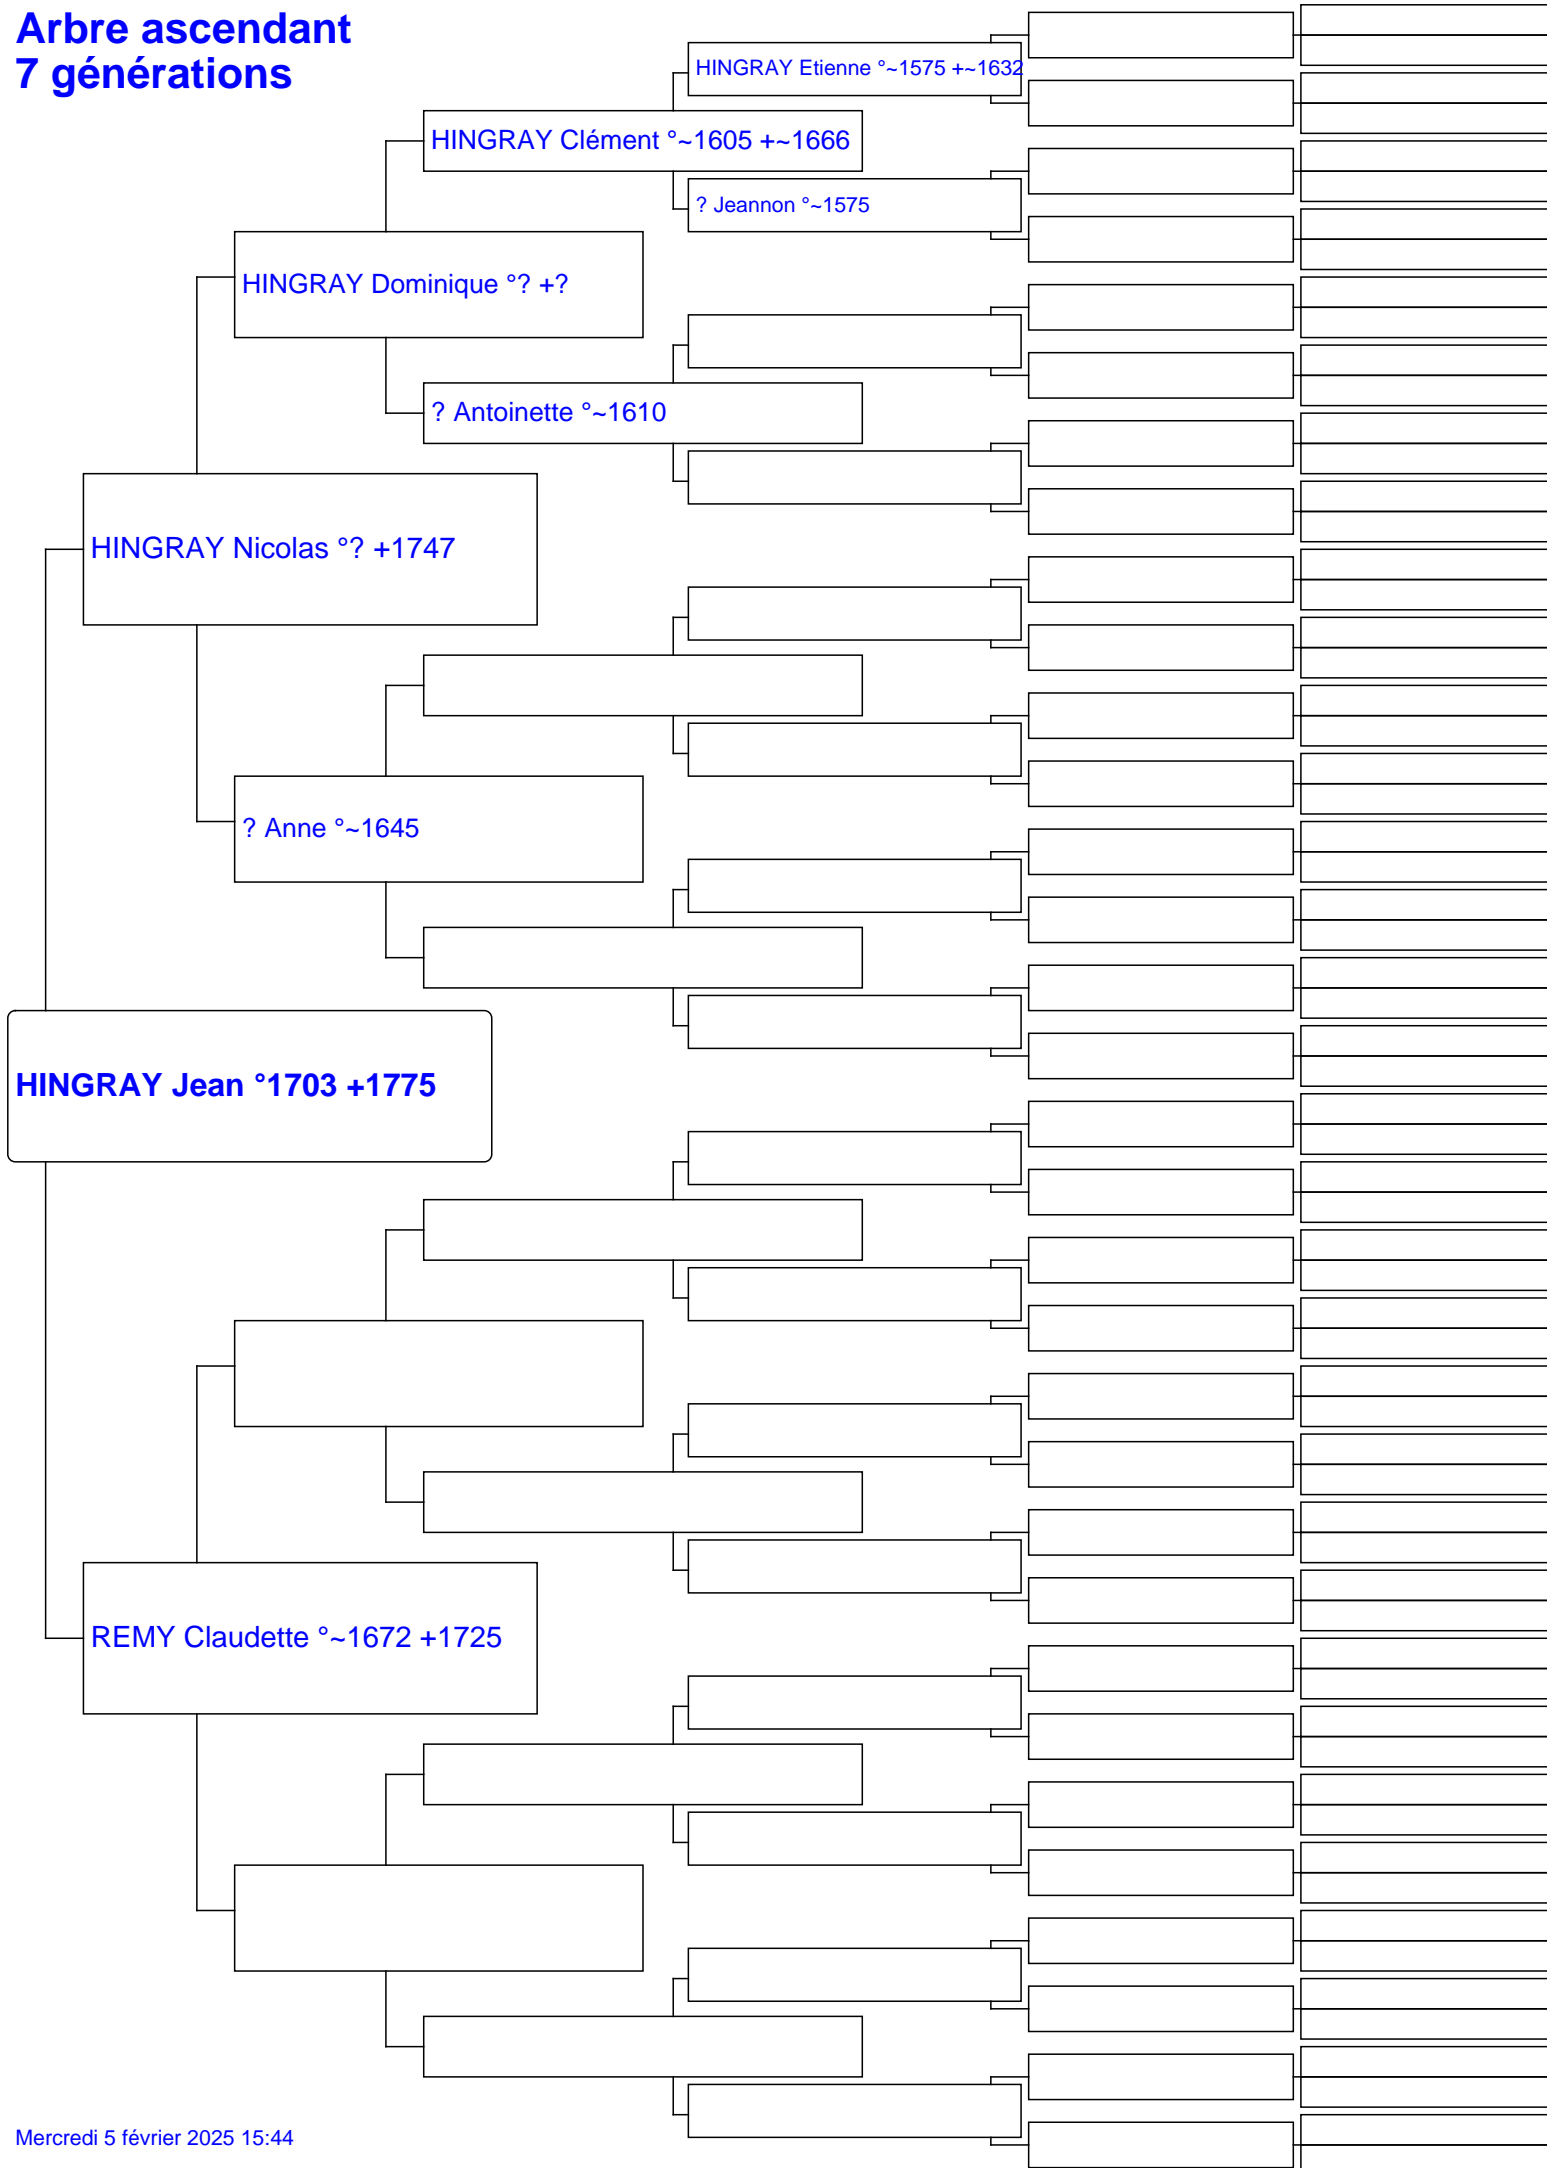 Arbre ascendant
7 générations
HINGRAY Etienne °~1575 +~1632
HINGRAY Clément °~1605 +~1666
? Jeannon °~1575
HINGRAY Dominique °? +?
? Antoinette °~1610
HINGRAY Nicolas °? +1747
? Anne °~1645
HINGRAY Jean °1703 +1775
REMY Claudette °~1672 +1725
Mercredi 5 février 2025 15:44